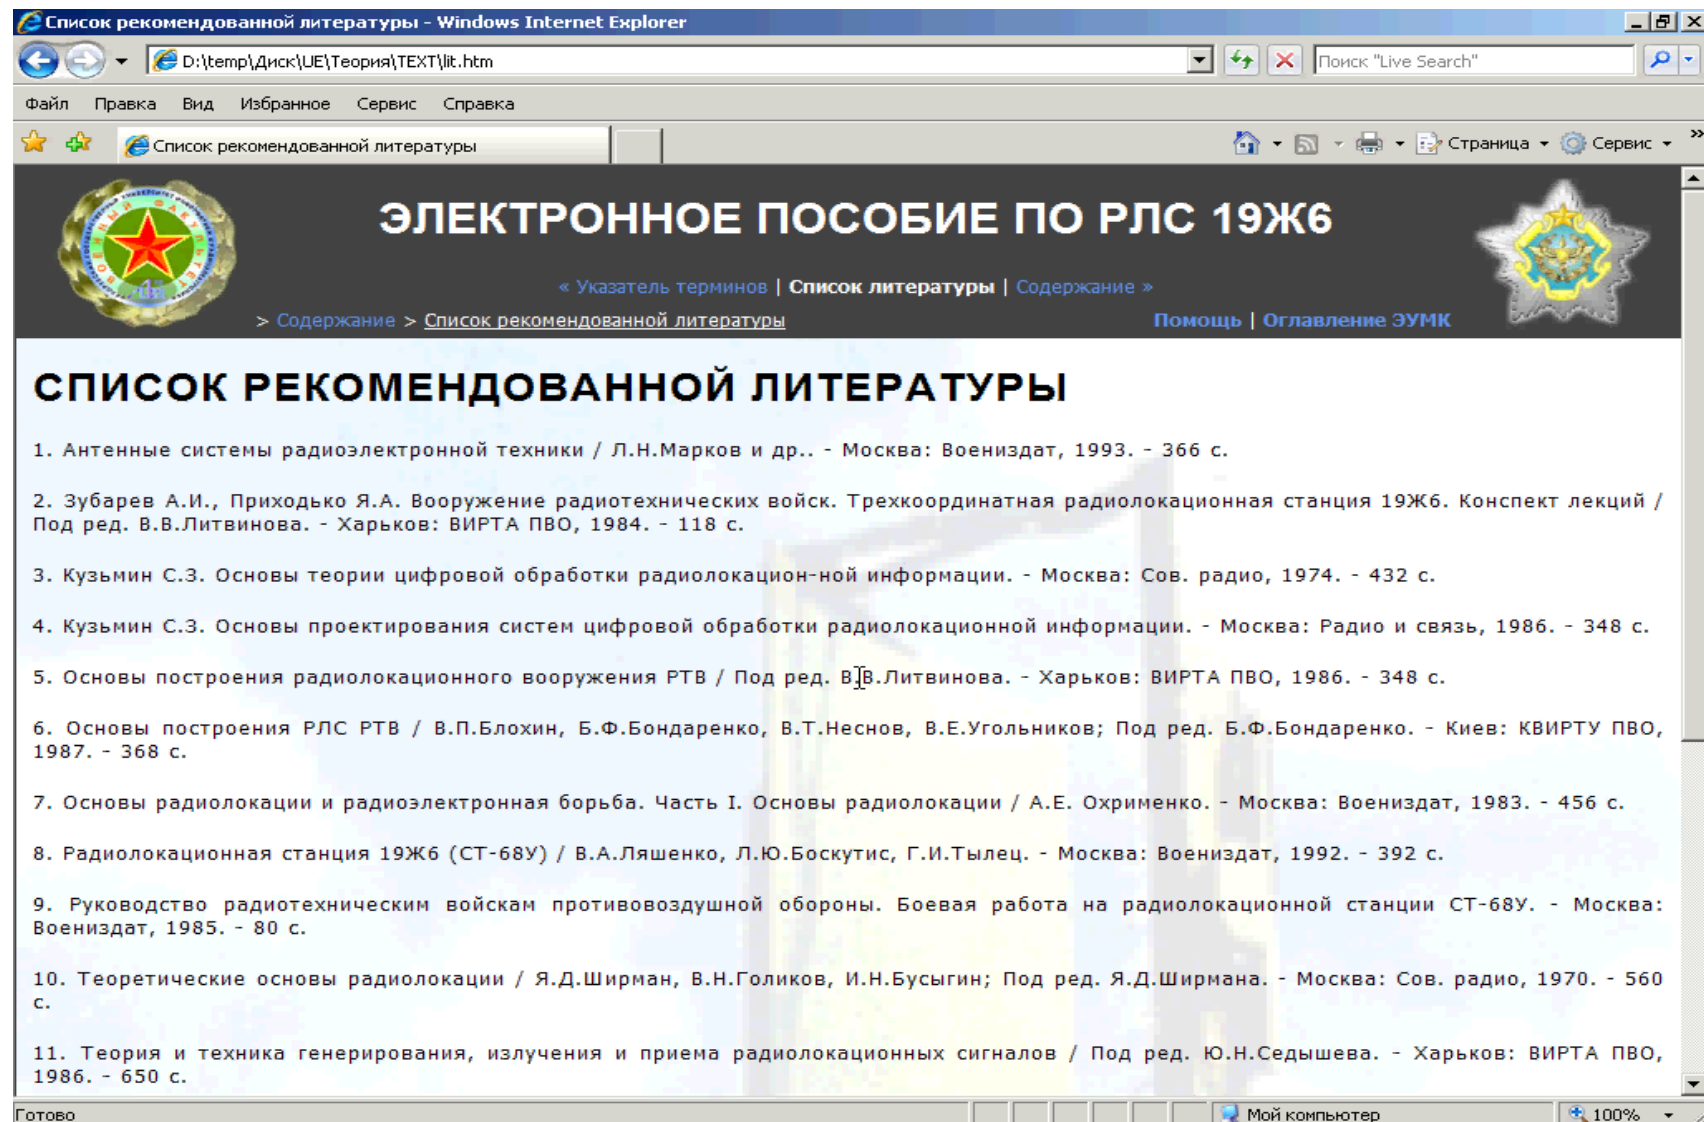 Список рекомендованной литературы - Windows Internet Explorer
D:\temp\Диск\UE\Теория\TEXT\lit.htm
Поиск "Live Search"
Файл Правка Вид Избранное Сервис Справка
Список рекомендованной литературы
Страница Сервис »
ЭЛЕКТРОННОЕ ПОСОБИЕ ПО РЛС 19Ж6
« Указатель терминов | Список литературы | Содержание »
> Содержание > Список рекомендованной литературы
Помощь | Оглавление ЭУМК
СПИСОК РЕКОМЕНДОВАННОЙ ЛИТЕРАТУРЫ
1. Антенные системы радиоэлектронной техники / Л.Н.Марков и др.. - Москва: Воениздат, 1993. - 366 с.
2. Зубарев А.И., Приходько Я.А. Вооружение радиотехнических войск. Трехкоординатная радиолокационная станция 19Ж6. Конспект лекций /
Под ред. В.В.Литвинова. - Харьков: ВИРТА ПВО, 1984. - 118 с.
3. Кузьмин С.З. Основы теории цифровой обработки радиолокацион-ной информации. - Москва: Сов. радио, 1974. - 432 с.
4. Кузьмин С.З. Основы проектирования систем цифровой обработки радиолокационной информации. - Москва: Радио и связь, 1986. - 348 с.
5. Основы построения радиолокационного вооружения РТВ / Под ред. В.В.Литвинова. - Харьков: ВИРТА ПВО, 1986. - 348 с.
6. Основы построения РЛС РТВ / В.П.Блохин, Б.Ф.Бондаренко, В.Т.Неснов, В.Е.Угольников; Под ред. Б.Ф.Бондаренко. - Киев: КВИРТУ ПВО,
1987. - 368 с.
7. Основы радиолокации и радиоэлектронная борьба. Часть I. Основы радиолокации / А.Е. Охрименко. - Москва: Воениздат, 1983. - 456 с.
8. Радиолокационная станция 19Ж6 (СТ-68У) / В.А.Ляшенко, Л.Ю.Боскутис, Г.И.Тылец. - Москва: Воениздат, 1992. - 392 с.
9. Руководство радиотехническим войскам противовоздушной обороны. Боевая работа на радиолокационной станции СТ-68У. - Москва:
Воениздат, 1985. - 80 с.
10. Теоретические основы радиолокации / Я.Д.Ширман, В.Н.Голиков, И.Н.Бусыгин; Под ред. Я.Д.Ширмана. - Москва: Сов. радио, 1970. - 560
с.
11. Теория и техника генерирования, излучения и приема радиолокационных сигналов / Под ред. Ю.Н.Седышева. - Харьков: ВИРТА ПВО,
1986. - 650 с.
Готово
Мой компьютер
100%